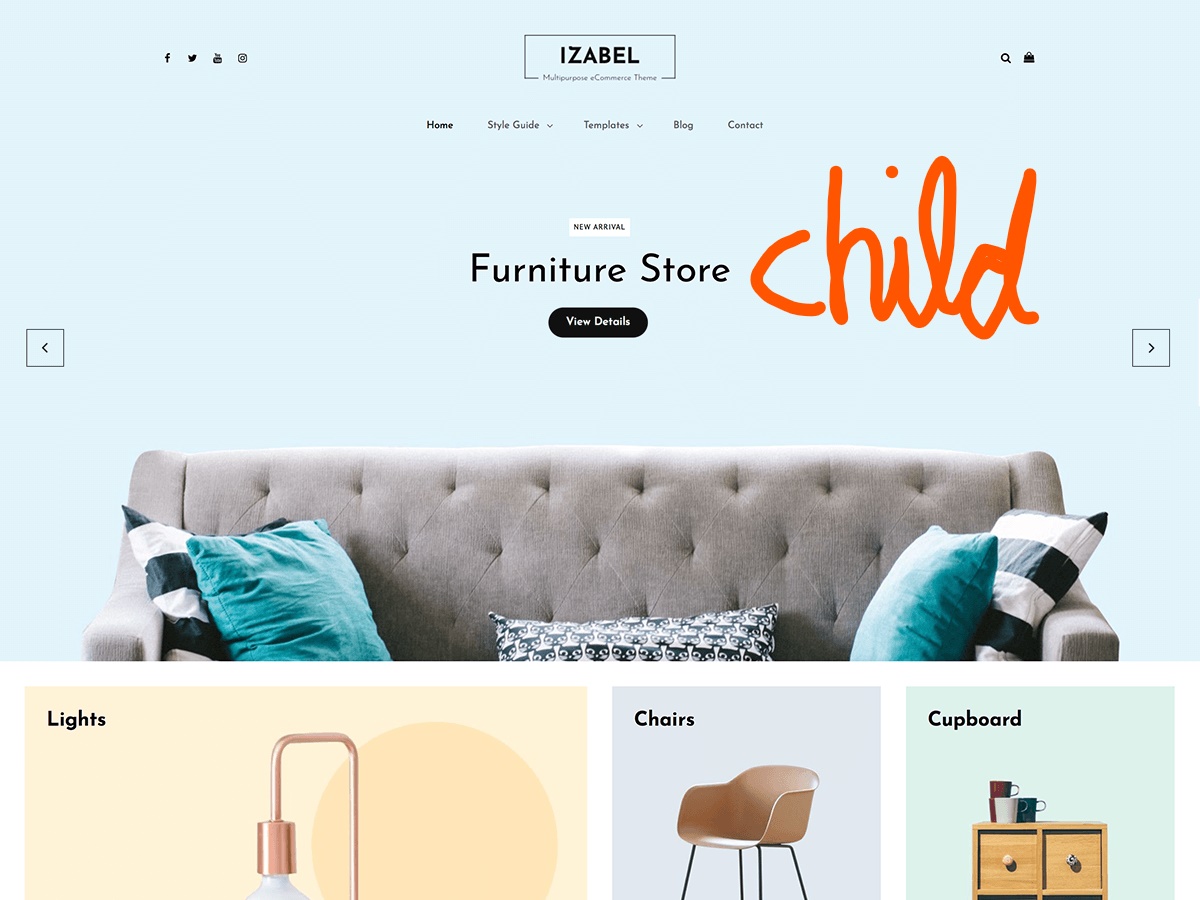 IZABEL
Multipurpose eCommerce Theme
Home Style Guide Templates Blog Contact
NEW ARRIVAL
Furniture Store child
View Details
Lights Chairs Cupboard